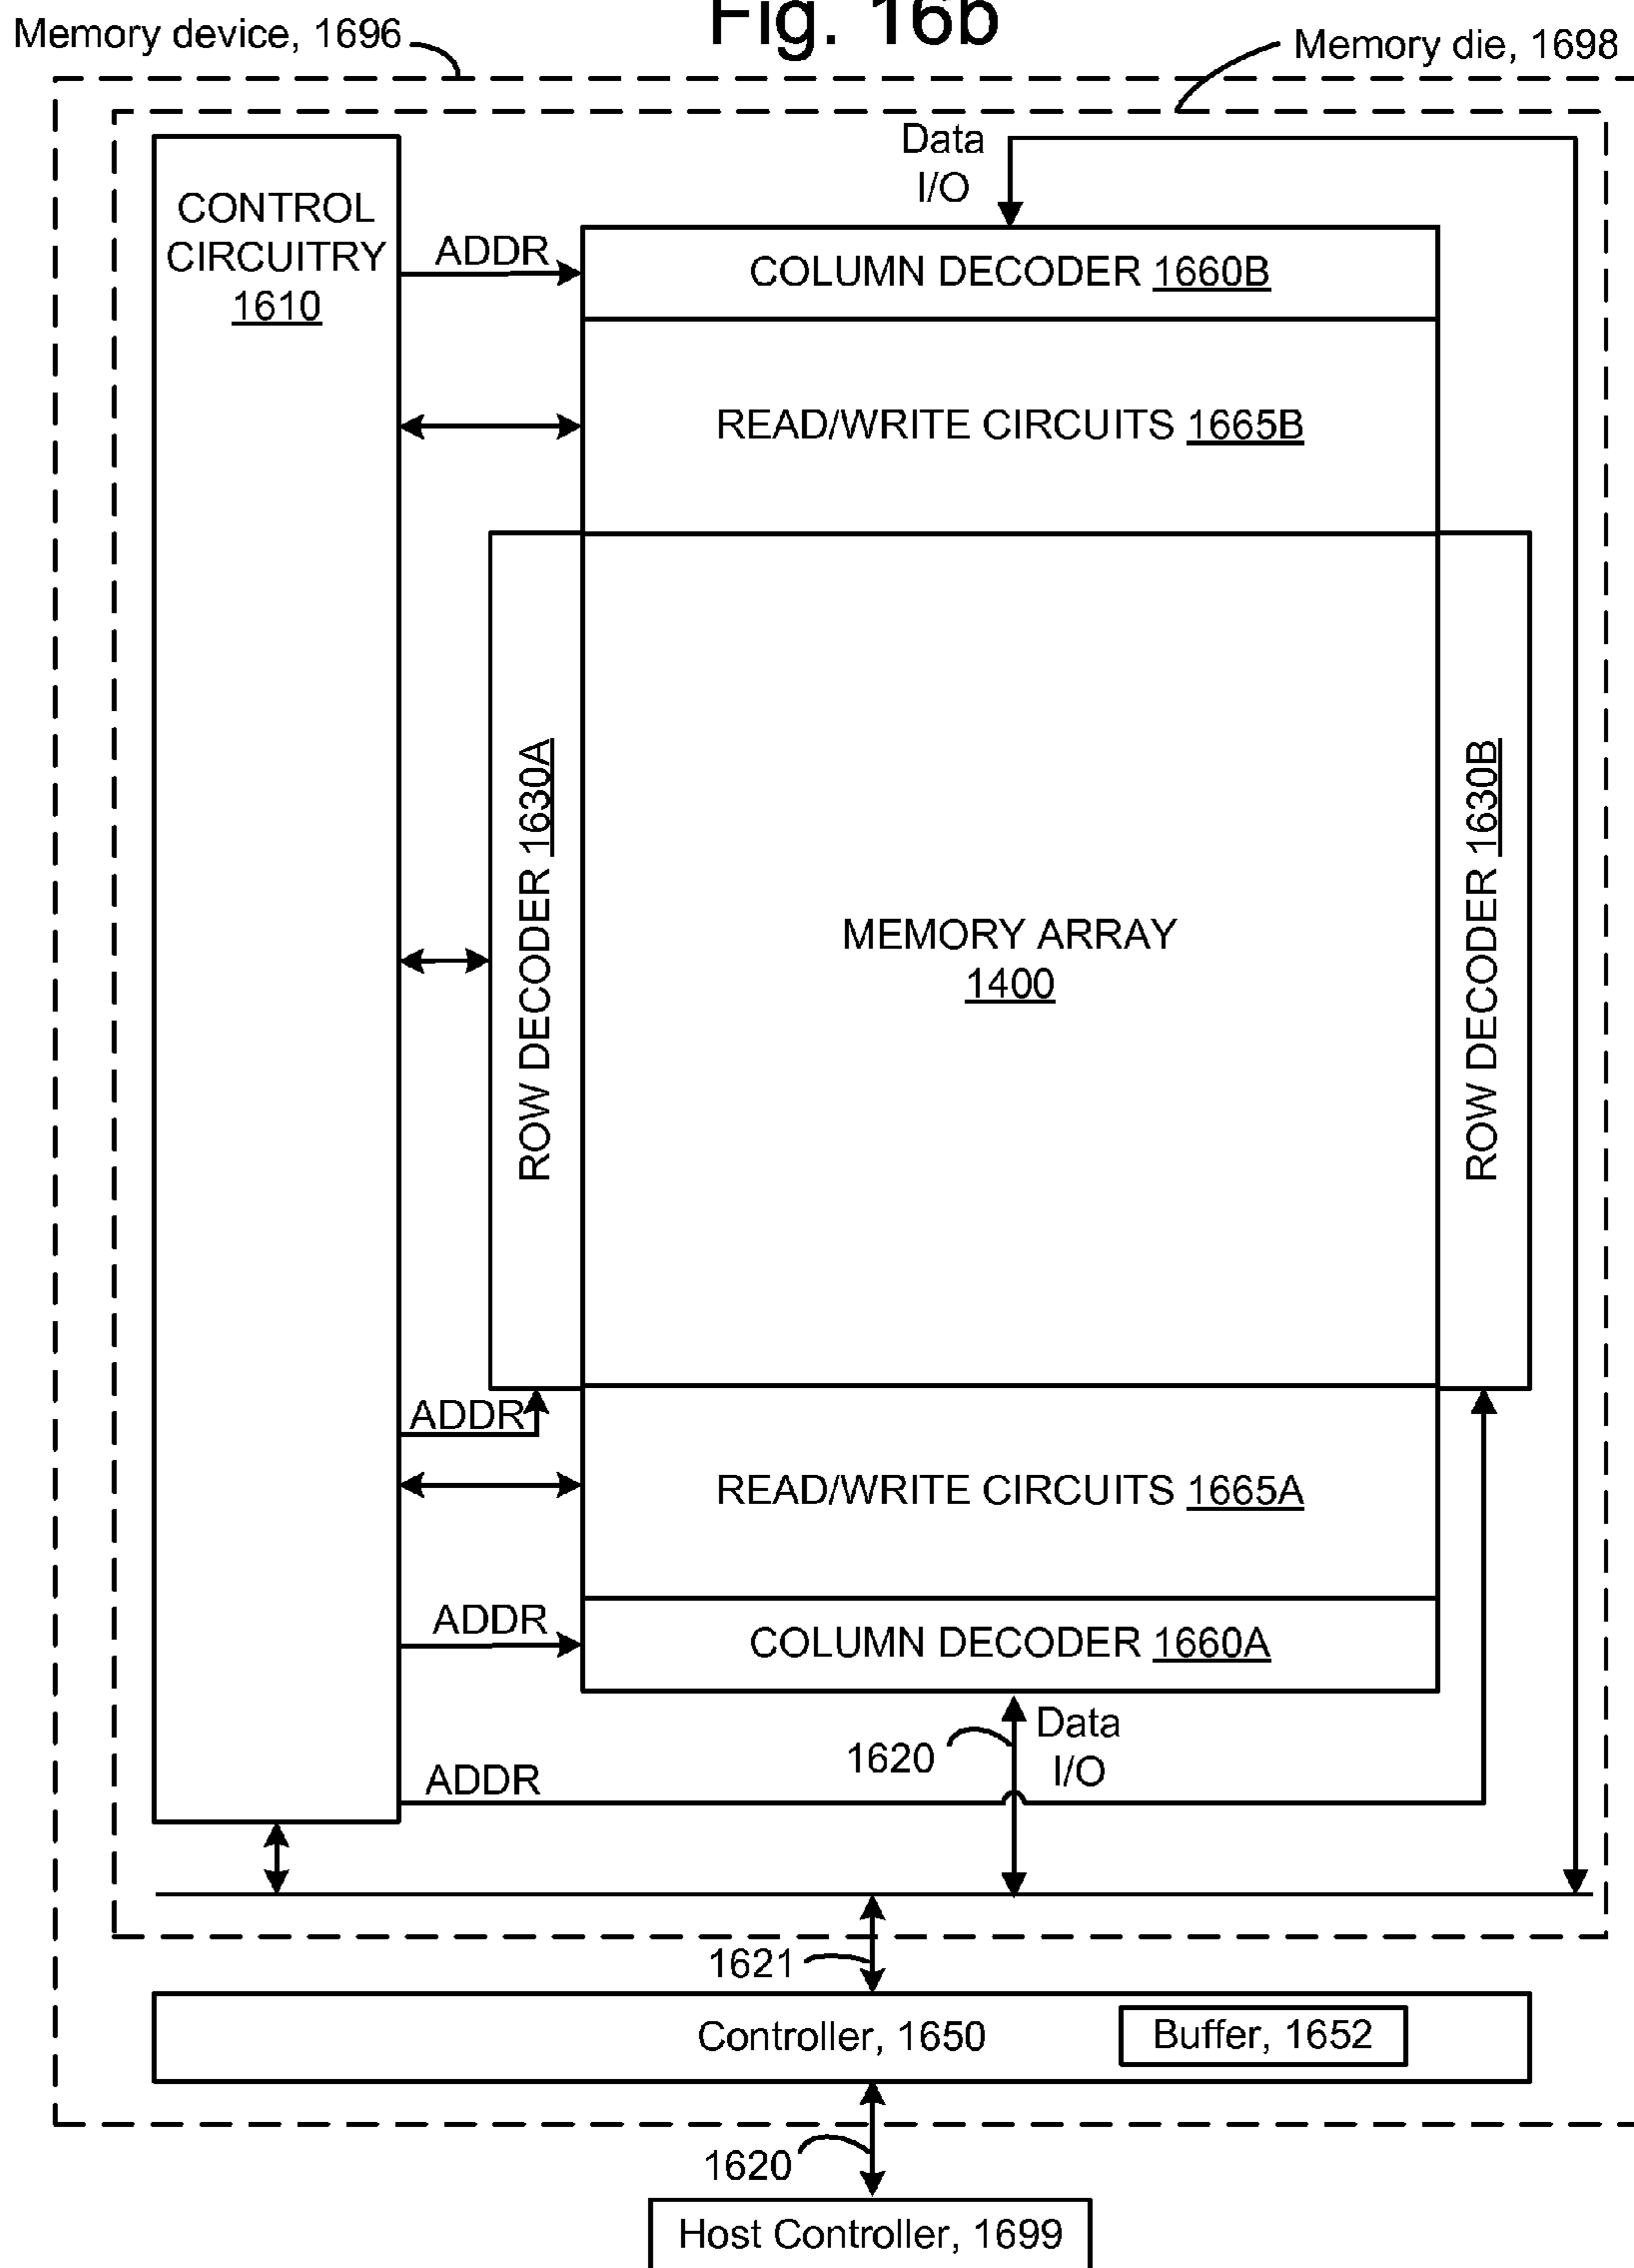 Fig. 16b
Memory device, 1696
Memory die, 1698
Data
I/O
CONTROL
CIRCUITRY
1610
ADDR
COLUMN DECODER 1660B
READ/WRITE CIRCUITS 1665B
ROW DECODER 1630A
MEMORY ARRAY
1400
ROW DECODER 1630B
ADDR
READ/WRITE CIRCUITS 1665A
ADDR
COLUMN DECODER 1660A
1620
Data
I/O
ADDR
1621
Controller, 1650
Buffer, 1652
1620
Host Controller, 1699